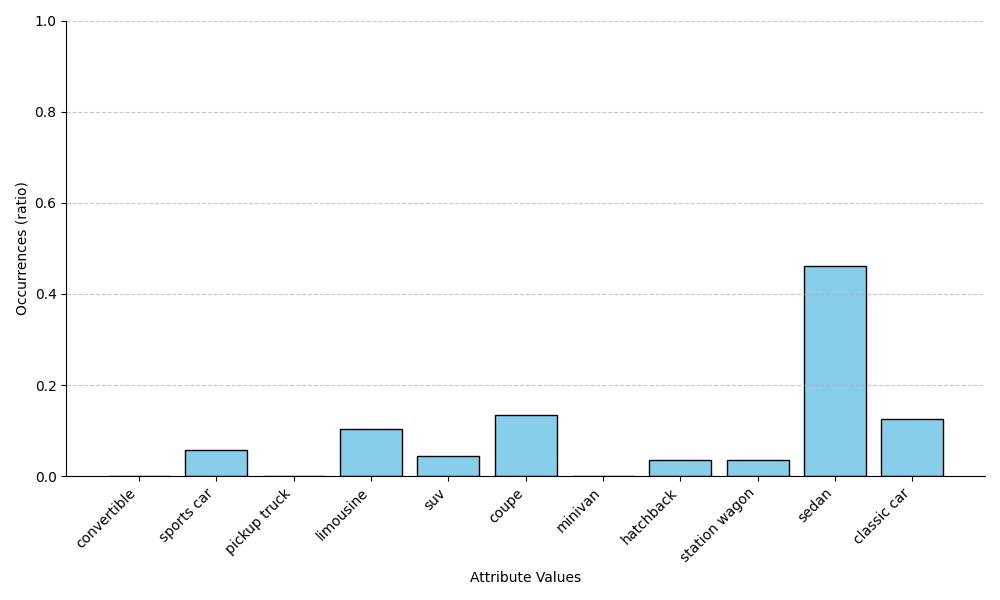 1.0
0.8
0.6
0.4
0.2
0.0
Occurrences (ratio)
convertible
sports car
pickup truck
limousine
suv
coupe
minivan
hatchback
station wagon
sedan
classic car
Attribute Values